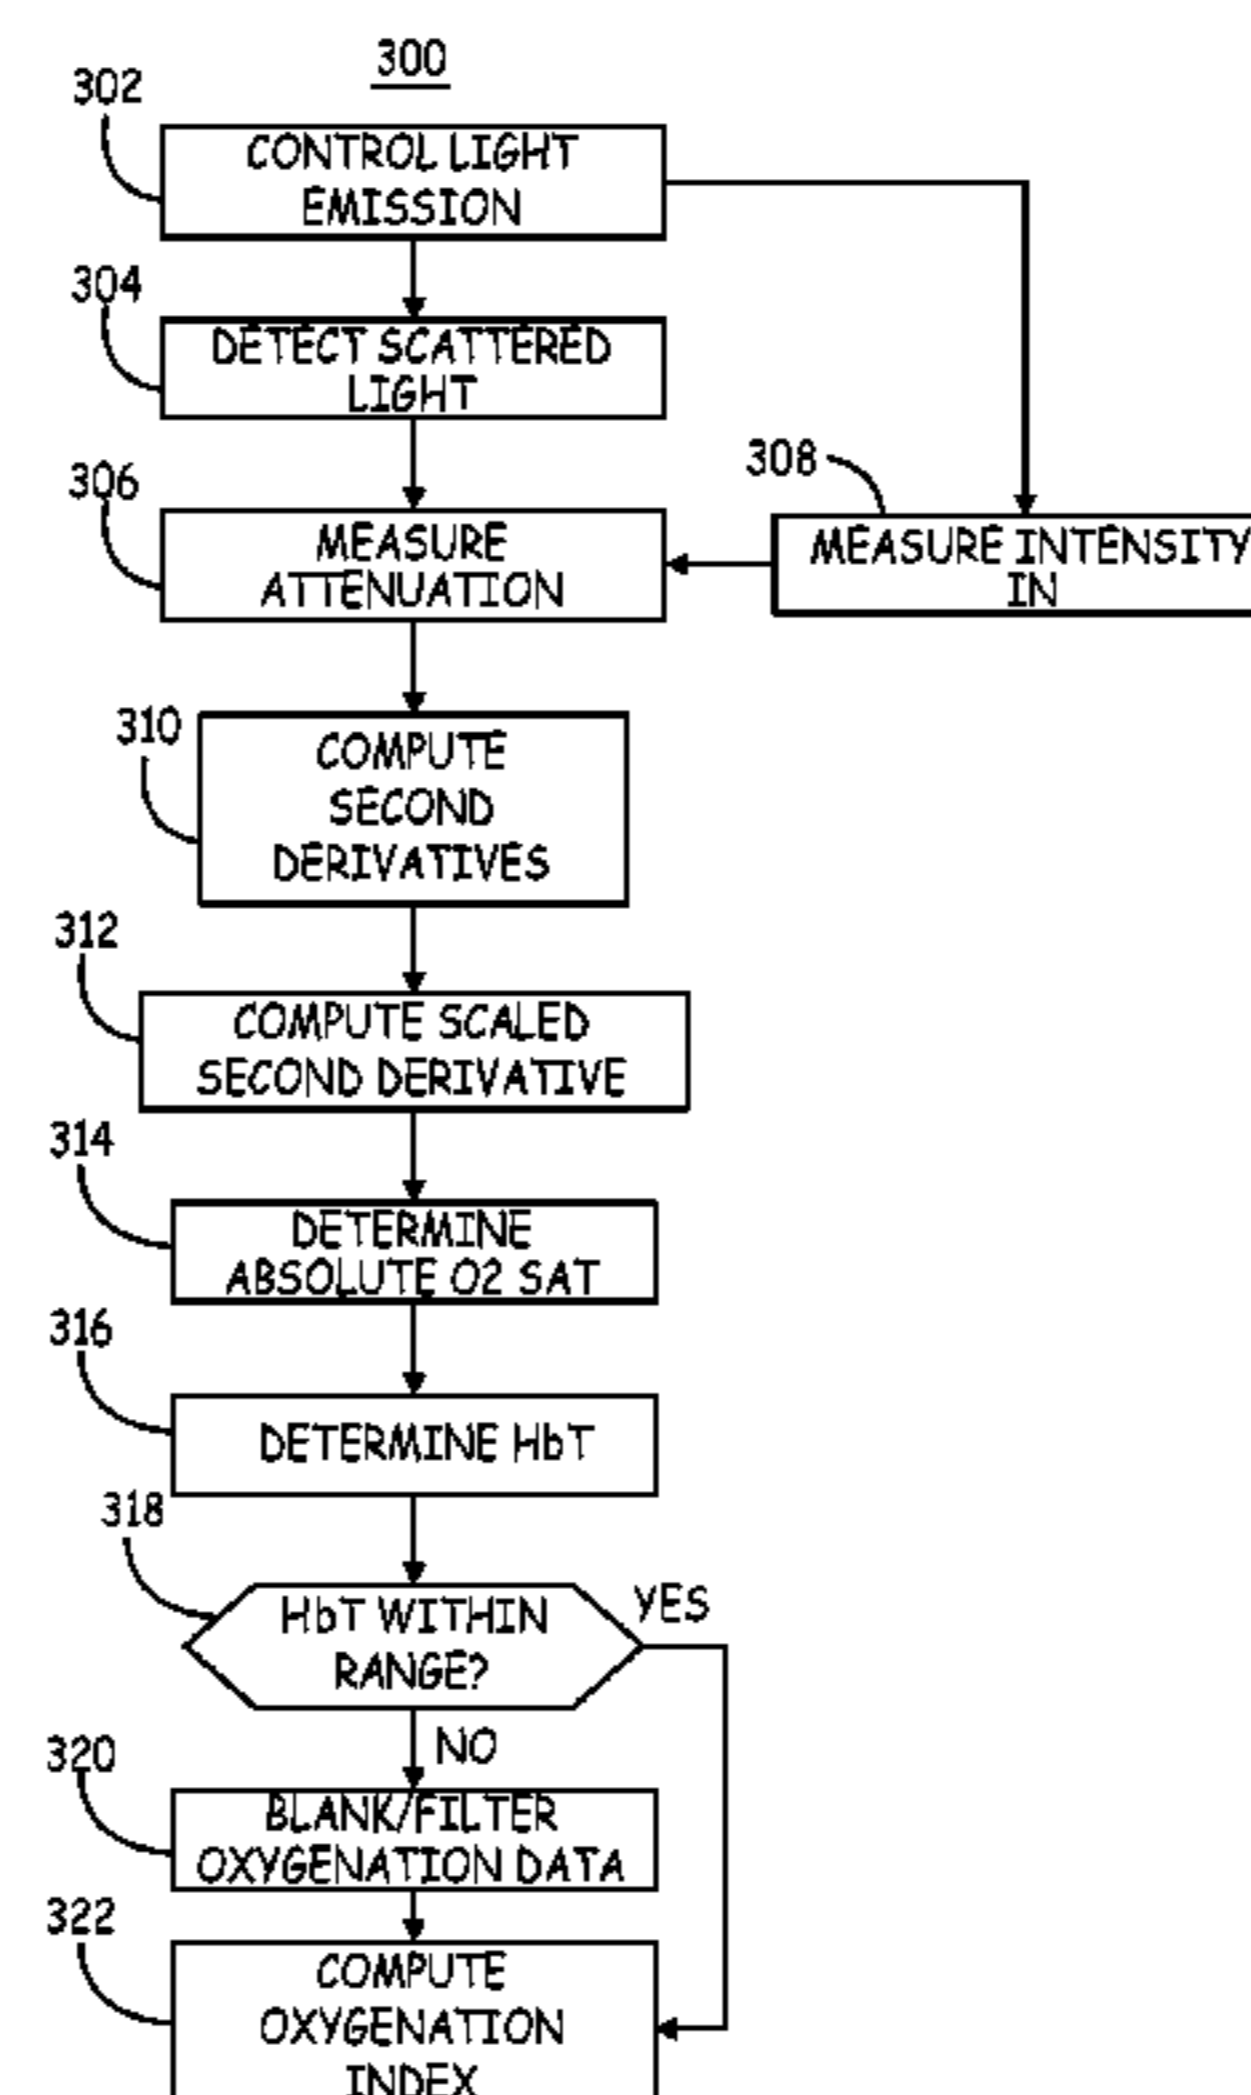 300
302
CONTROL LIGHT
EMISSION
304
DETECT SCATTERED
LIGHT
306
MEASURE
ATTENUATION
308
MEASURE INTENSITY
IN
310
COMPUTE
SECOND
DERIVATIVES
312
COMPUTE SCALED
SECOND DERIVATIVE
314
DETERMINE
ABSOLUTE O2 SAT
316
DETERMINE HbT
318
HbT WITHIN
RANGE?
YES
NO
320
BLANK/FILTER
OXYGENATION DATA
322
COMPUTE
OXYGENATION
INDEX